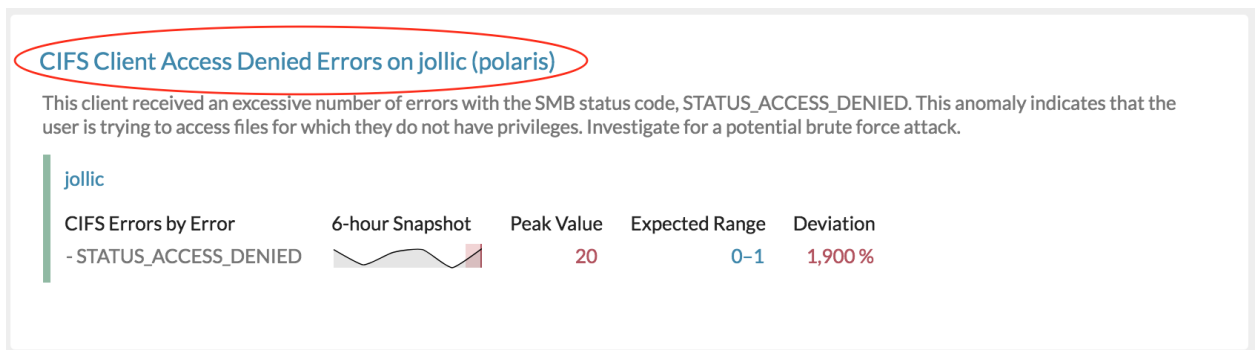 CIFS Client Access Denied Errors on jollic (polaris)
This client received an excessive number of errors with the SMB status code, STATUS_ACCESS_DENIED. This anomaly indicates that the
user is trying to access files for which they do not have privileges. Investigate for a potential brute force attack.
jollic
CIFS Errors by Error 6-hour Snapshot Peak Value Expected Range Deviation
- STATUS_ACCESS_DENIED 20 0–1 1,900 %